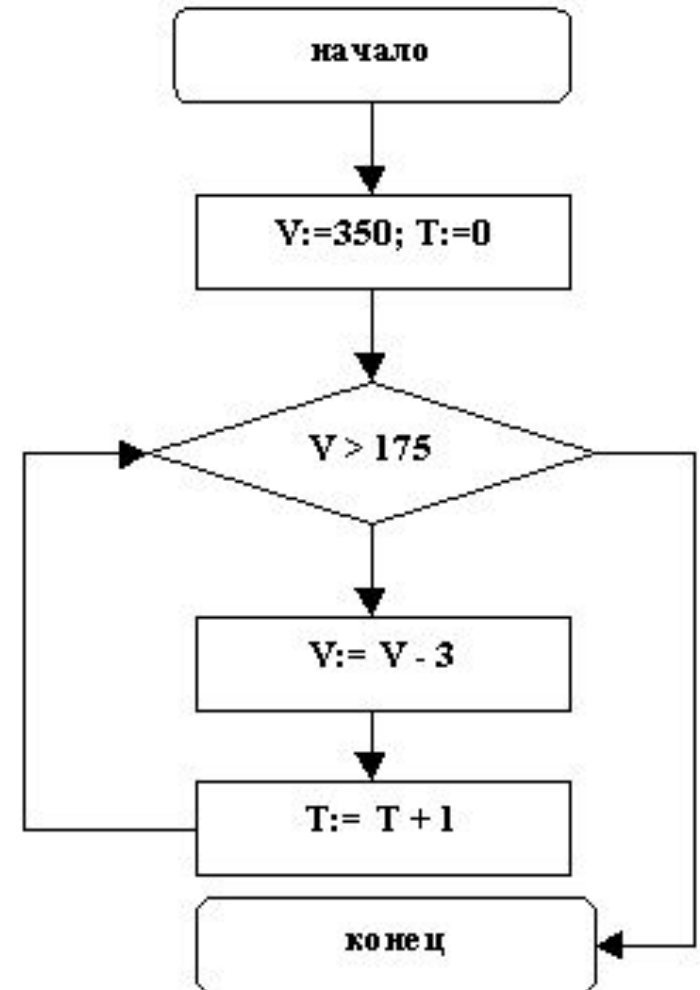 начало
V:=350; T:=0
V > 175
V:= V - 3
T:= T + 1
конец